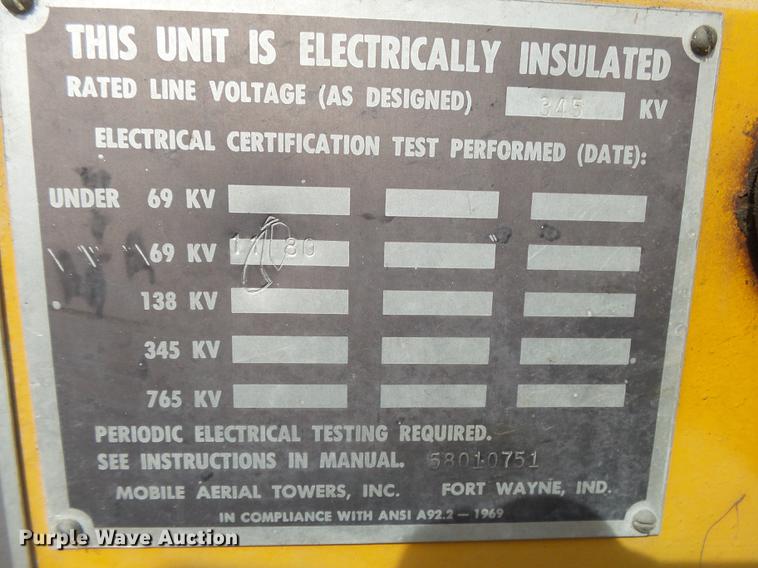 THIS UNIT IS ELECTRICALLY INSULATED
RATED LINE VOLTAGE (AS DESIGNED) 345 KV
ELECTRICAL CERTIFICATION TEST PERFORMED (DATE):
UNDER 69 KV
69 KV 80
138 KV
345 KV
765 KV
PERIODIC ELECTRICAL TESTING REQUIRED.
SEE INSTRUCTIONS IN MANUAL. 58010751
MOBILE AERIAL TOWERS, INC. FORT WAYNE, IND.
IN COMPLIANCE WITH ANSI A92.2 — 1969
Purple Wave Auction